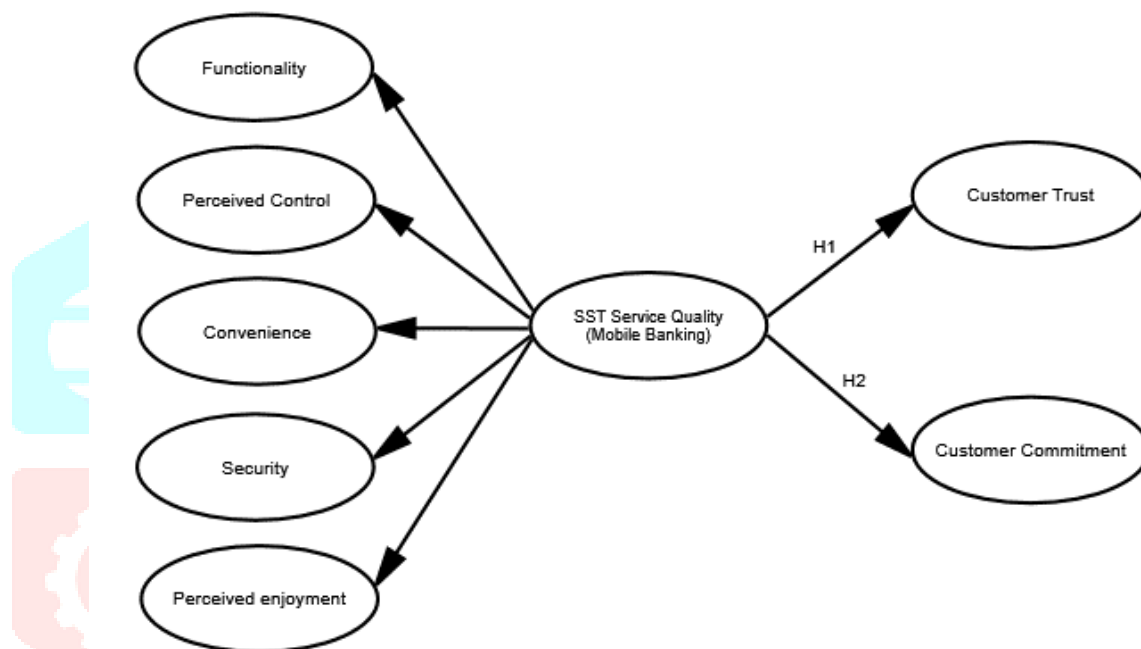 Functionality
Perceived Control
Convenience
Security
Perceived enjoyment
SST Service Quality
(Mobile Banking)
H1
H2
Customer Trust
Customer Commitment